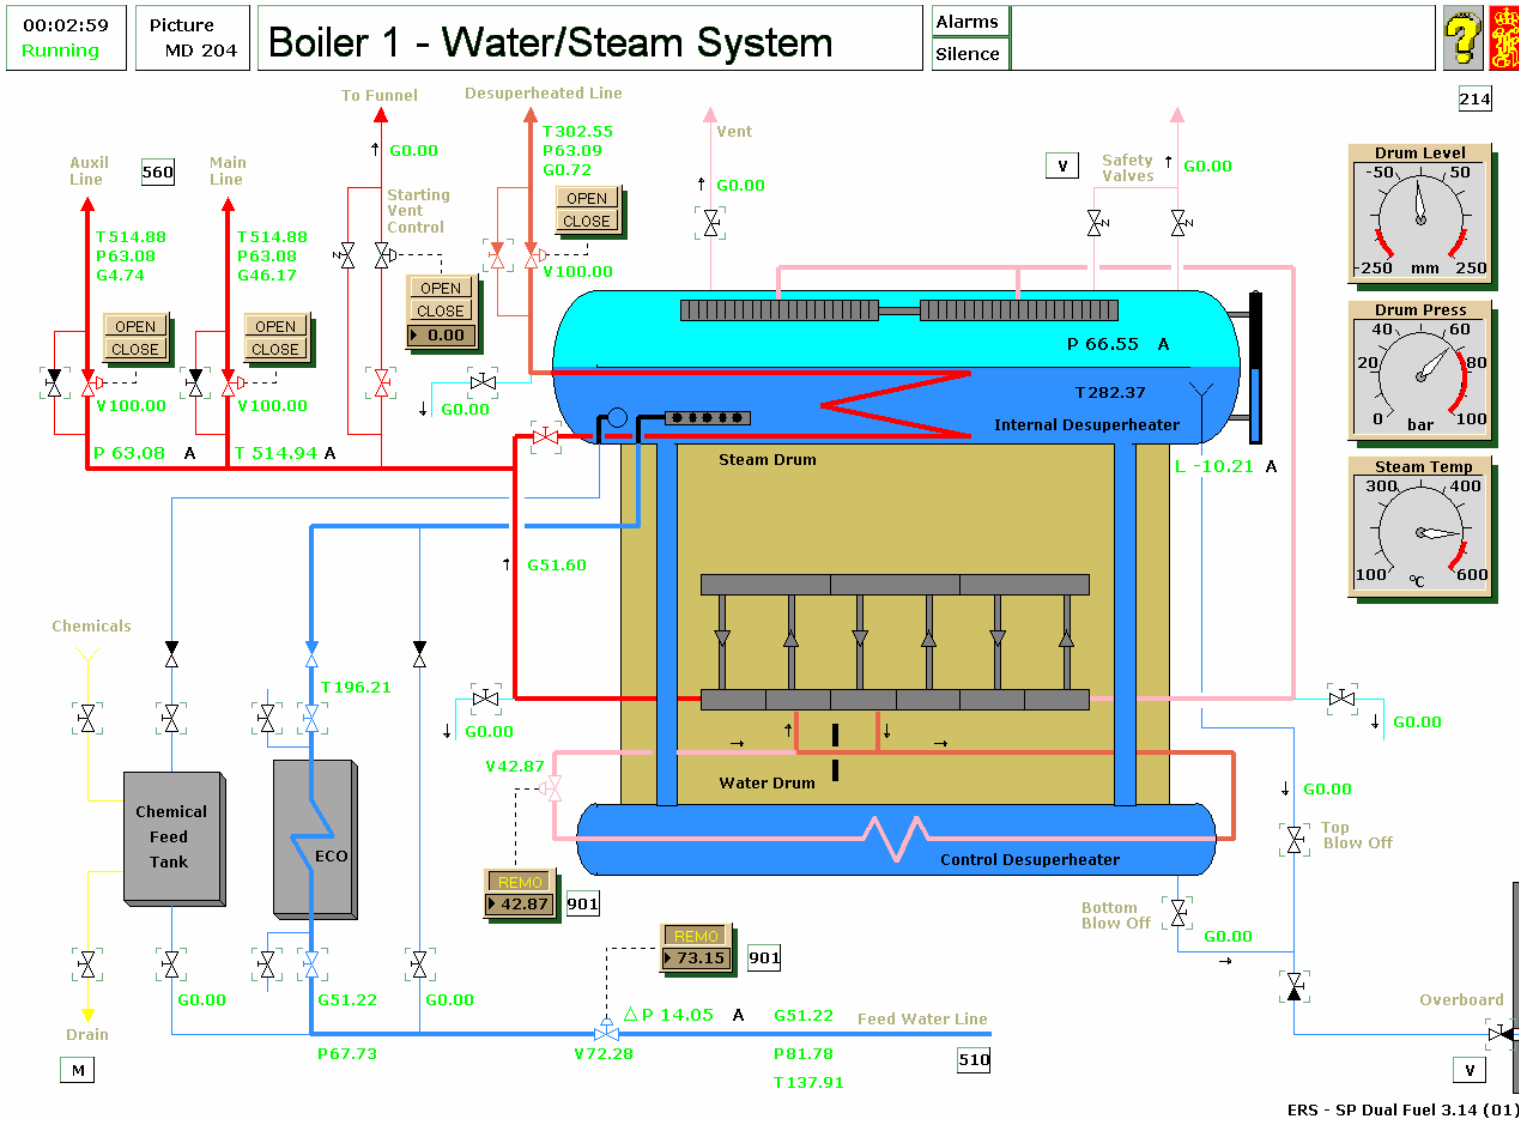 00:02:59
Running
Picture
MD 204
Boiler 1 - Water/Steam System
Alarms
Silence
?
214
To Funnel
Desuperheated Line
T302.55
P63.09
G0.72
G0.00
Vent
G0.00
V
Safety
Valves
G0.00
Auxil
Line
560
Main
Line
Starting
Vent
Control
OPEN
CLOSE
V100.00
T514.88
P63.08
G4.74
T514.88
P63.08
G46.17
OPEN
CLOSE
0.00
OPEN
CLOSE
OPEN
CLOSE
V100.00
V100.00
N
N
N
G0.00
P 63.08 A
T 514.94 A
P 66.55 A
T282.37
Internal Desuperheater
Steam Drum
L -10.21 A
Drum Level
-50
50
-250
mm
250
Drum Press
40
60
20
80
0
bar
100
Steam Temp
300
400
100
°C
600
G51.60
Chemicals
T196.21
G0.00
G0.00
V42.87
Water Drum
Chemical
Feed
Tank
ECO
Control Desuperheater
G0.00
Top
Blow Off
REMO
42.87
901
Bottom
Blow Off
G0.00
REMO
73.15
901
G0.00
G51.22
G0.00
Drain
△P 14.05 A
G51.22
Feed Water Line
Overboard
P67.73
V72.28
P81.78
510
T137.91
M
V
ERS - SP Dual Fuel 3.14 (01)